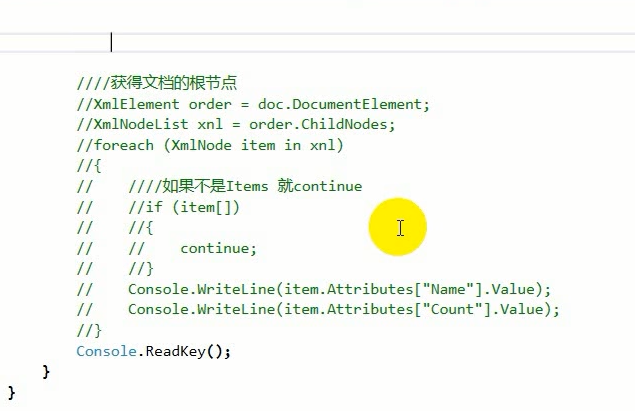 ////获得文档的根节点
//XmlElement order = doc.DocumentElement;
//XmlNodeList xnl = order.ChildNodes;
//foreach (XmlNode item in xnl)
//{
//    ////如果不是Items 就continue
//    //if (item[])
//    //{
//    //    continue;
//    //}
//    Console.WriteLine(item.Attributes["Name"].Value);
//    Console.WriteLine(item.Attributes["Count"].Value);
//}
Console.ReadKey();
}
}